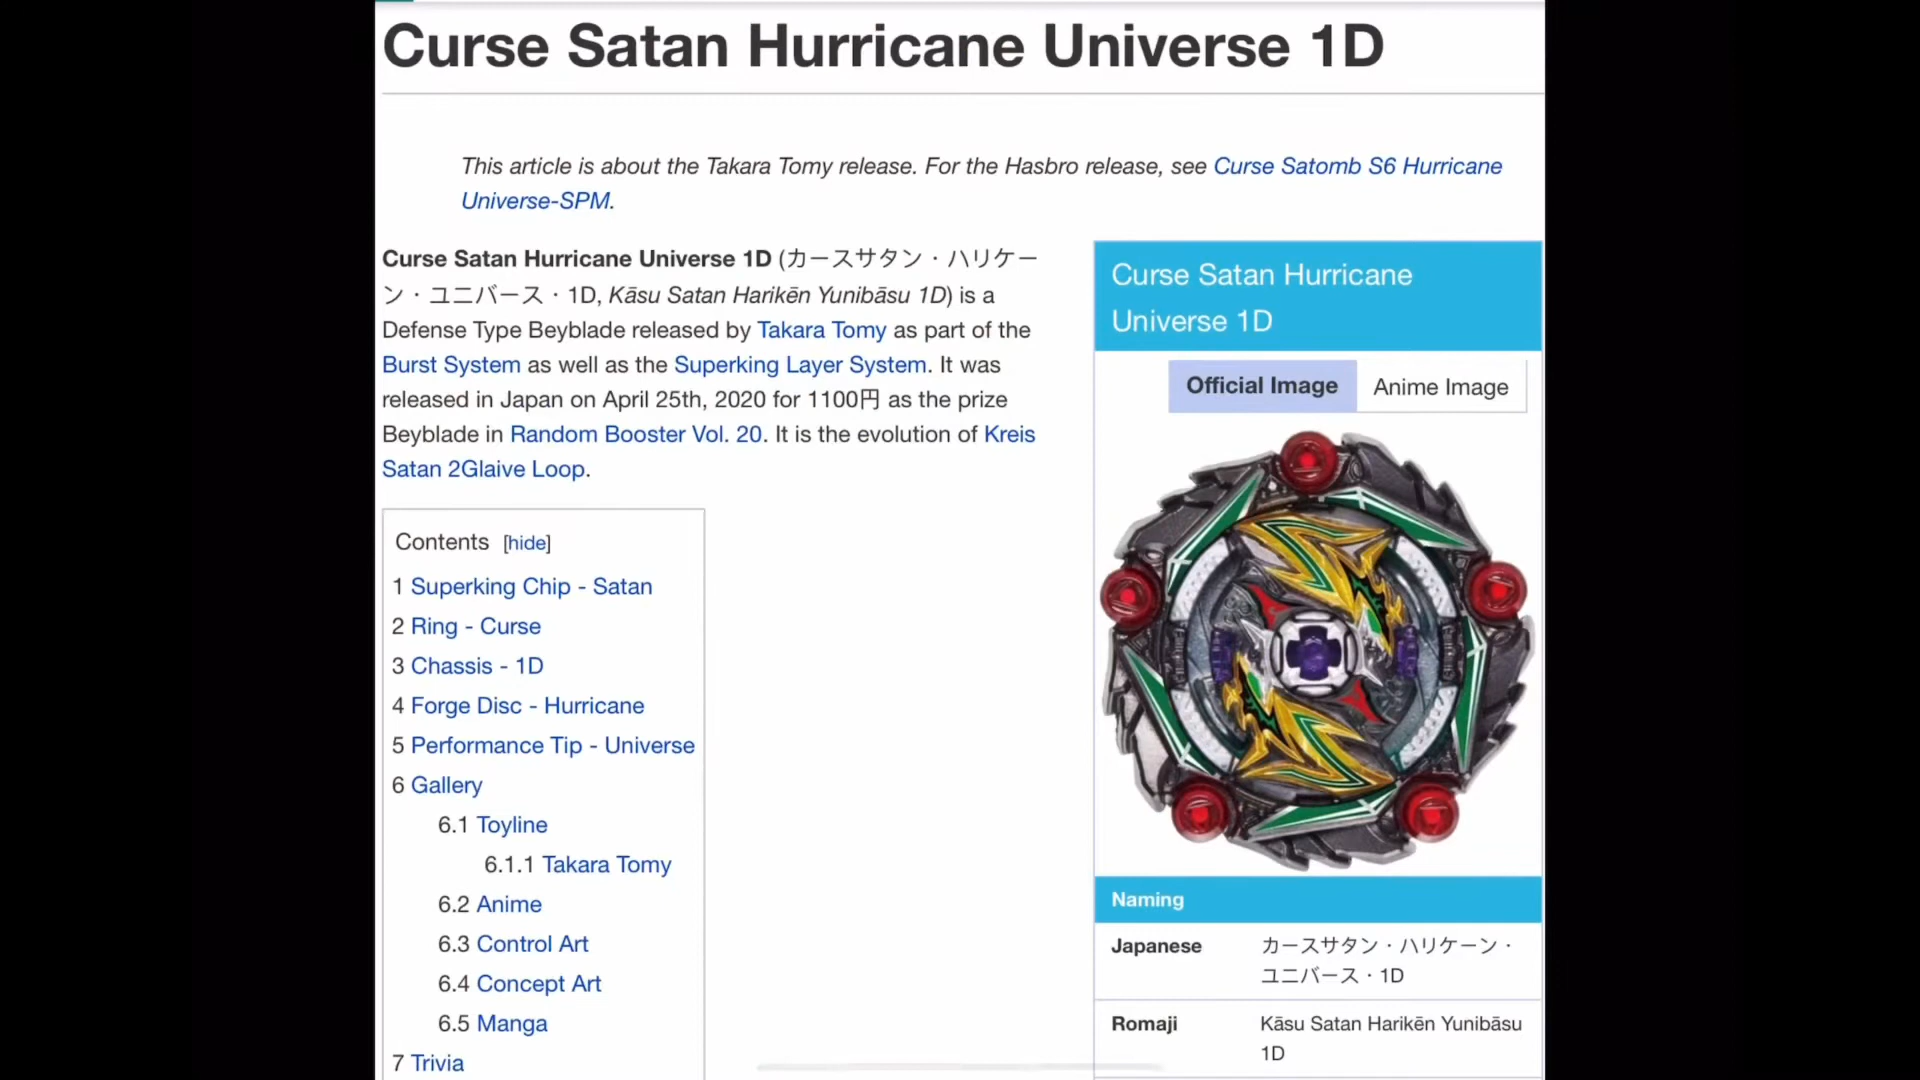 Curse Satan Hurricane Universe 1D
This article is about the Takara Tomy release. For the Hasbro release, see Curse Satomb S6 Hurricane
Universe-SPM.
Curse Satan Hurricane Universe 1D (カースサタン・ハリケー
ン・ユニバース・1D, Kāsu Satan Harikēn Yunibāsu 1D) is a
Defense Type Beyblade released by Takara Tomy as part of the
Burst System as well as the Superking Layer System. It was
released in Japan on April 25th, 2020 for 1100円 as the prize
Beyblade in Random Booster Vol. 20. It is the evolution of Kreis
Satan 2Glaive Loop.
Contents [hide]
1 Superking Chip - Satan
2 Ring - Curse
3 Chassis - 1D
4 Forge Disc - Hurricane
5 Performance Tip - Universe
6 Gallery
6.1 Toyline
6.1.1 Takara Tomy
6.2 Anime
6.3 Control Art
6.4 Concept Art
6.5 Manga
7 Trivia
Curse Satan Hurricane
Universe 1D
Official Image Anime Image
Naming
Japanese カースサタン・ハリケーン・
ユニバース・1D
Romaji Kāsu Satan Harikēn Yunibāsu
1D